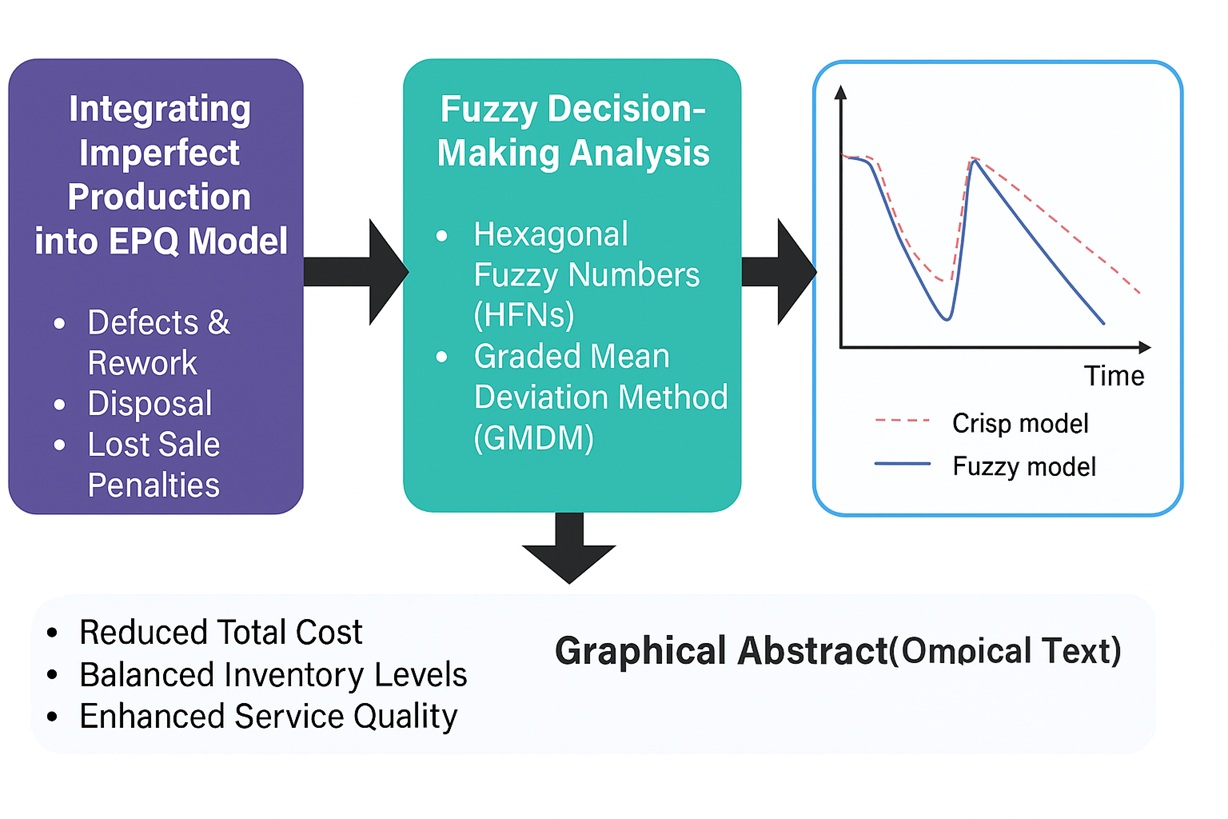 Integrating
Imperfect
Production
into EPQ Model
• Defects &
Rework
• Disposal
• Lost Sale
Penalties
Fuzzy Decision-
Making Analysis
• Hexagonal
Fuzzy Numbers
(HFNs)
• Graded Mean
Deviation Method
(GMDM)
Time
Crisp model
Fuzzy model
• Reduced Total Cost
• Balanced Inventory Levels
• Enhanced Service Quality
Graphical Abstract(Ompical Text)